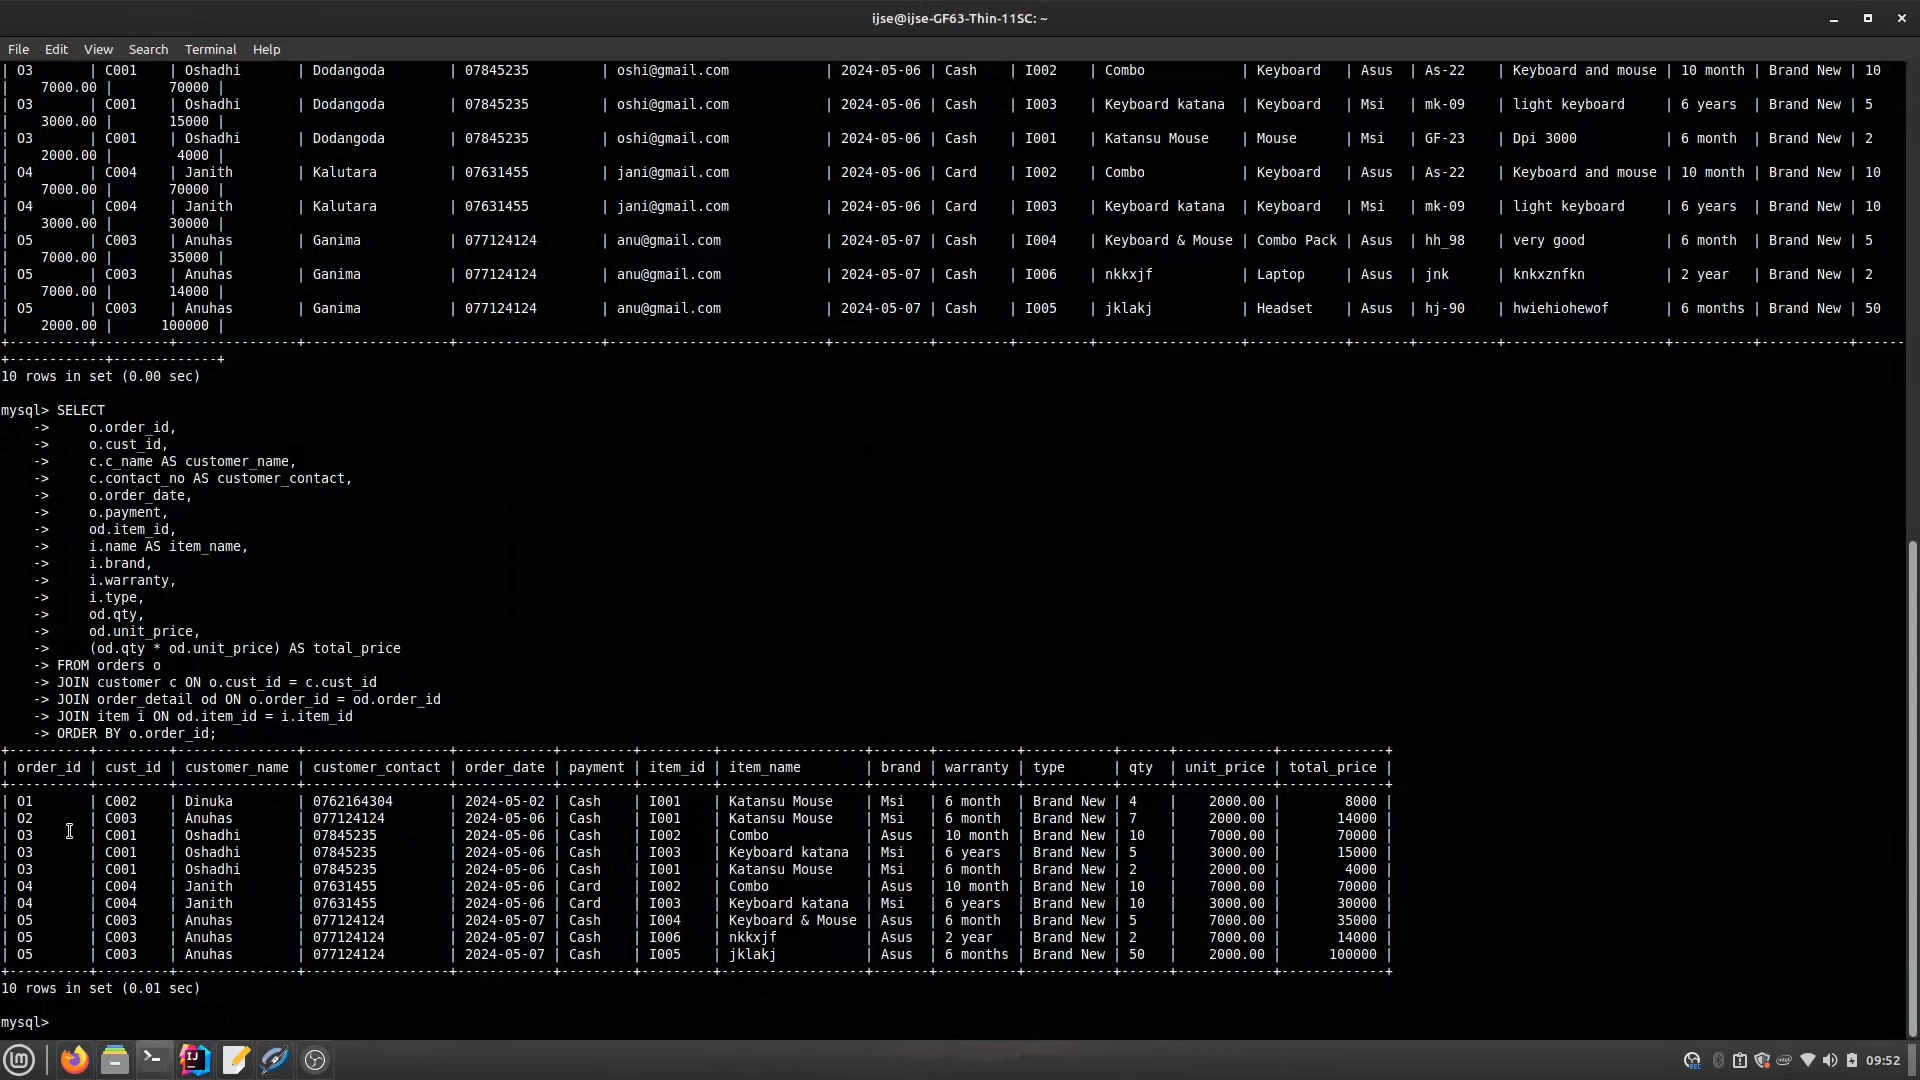 ijse@ijse-GF63-Thin-11SC: ~
File Edit View Search Terminal Help
| O3 | C001 | Oshadhi | Dodangoda | 07845235 | oshi@gmail.com | 2024-05-06 | Cash | I002 | Combo | Keyboard | Asus | As-22 | Keyboard and mouse | 10 month | Brand New | 10
| 7000.00 | 70000 |
| O3 | C001 | Oshadhi | Dodangoda | 07845235 | oshi@gmail.com | 2024-05-06 | Cash | I003 | Keyboard katana | Keyboard | Msi | mk-09 | light keyboard | 6 years | Brand New | 5
| 3000.00 | 15000 |
| O3 | C001 | Oshadhi | Dodangoda | 07845235 | oshi@gmail.com | 2024-05-06 | Cash | I001 | Katansu Mouse | Mouse | Msi | GF-23 | Dpi 3000 | 6 month | Brand New | 2
| 2000.00 | 4000 |
| O4 | C004 | Janith | Kalutara | 07631455 | jani@gmail.com | 2024-05-06 | Card | I002 | Combo | Keyboard | Asus | As-22 | Keyboard and mouse | 10 month | Brand New | 10
| 7000.00 | 70000 |
| O4 | C004 | Janith | Kalutara | 07631455 | jani@gmail.com | 2024-05-06 | Card | I003 | Keyboard katana | Keyboard | Msi | mk-09 | light keyboard | 6 years | Brand New | 10
| 3000.00 | 30000 |
| O5 | C003 | Anuhas | Ganima | 077124124 | anu@gmail.com | 2024-05-07 | Cash | I004 | Keyboard & Mouse | Combo Pack | Asus | hh_98 | very good | 6 month | Brand New | 5
| 7000.00 | 35000 |
| O5 | C003 | Anuhas | Ganima | 077124124 | anu@gmail.com | 2024-05-07 | Cash | I006 | nkkxjf | Laptop | Asus | jnk | knkxznfkn | 2 year | Brand New | 2
| 7000.00 | 14000 |
| O5 | C003 | Anuhas | Ganima | 077124124 | anu@gmail.com | 2024-05-07 | Cash | I005 | jklakj | Headset | Asus | hj-90 | hwiehiohewof | 6 months | Brand New | 50
| 2000.00 | 100000 |
10 rows in set (0.00 sec)
mysql> SELECT
-> o.order_id,
-> o.cust_id,
-> c.c_name AS customer_name,
-> c.contact_no AS customer_contact,
-> o.order_date,
-> o.payment,
-> od.item_id,
-> i.name AS item_name,
-> i.brand,
-> i.warranty,
-> i.type,
-> od.qty,
-> od.unit_price,
-> (od.qty * od.unit_price) AS total_price
-> FROM orders o
-> JOIN customer c ON o.cust_id = c.cust_id
-> JOIN order_detail od ON o.order_id = od.order_id
-> JOIN item i ON od.item_id = i.item_id
-> ORDER BY o.order_id;
| order_id | cust_id | customer_name | customer_contact | order_date | payment | item_id | item_name | brand | warranty | type | qty | unit_price | total_price |
| O1 | C002 | Dinuka | 0762164304 | 2024-05-02 | Cash | I001 | Katansu Mouse | Msi | 6 month | Brand New | 4 | 2000.00 | 8000 |
| O2 | C003 | Anuhas | 077124124 | 2024-05-06 | Cash | I001 | Katansu Mouse | Msi | 6 month | Brand New | 7 | 2000.00 | 14000 |
| O3 | C001 | Oshadhi | 07845235 | 2024-05-06 | Cash | I002 | Combo | Asus | 10 month | Brand New | 10 | 7000.00 | 70000 |
| O3 | C001 | Oshadhi | 07845235 | 2024-05-06 | Cash | I003 | Keyboard katana | Msi | 6 years | Brand New | 5 | 3000.00 | 15000 |
| O3 | C001 | Oshadhi | 07845235 | 2024-05-06 | Cash | I001 | Katansu Mouse | Msi | 6 month | Brand New | 2 | 2000.00 | 4000 |
| O4 | C004 | Janith | 07631455 | 2024-05-06 | Card | I002 | Combo | Asus | 10 month | Brand New | 10 | 7000.00 | 70000 |
| O4 | C004 | Janith | 07631455 | 2024-05-06 | Card | I003 | Keyboard katana | Msi | 6 years | Brand New | 10 | 3000.00 | 30000 |
| O5 | C003 | Anuhas | 077124124 | 2024-05-07 | Cash | I004 | Keyboard & Mouse | Asus | 6 month | Brand New | 5 | 7000.00 | 35000 |
| O5 | C003 | Anuhas | 077124124 | 2024-05-07 | Cash | I006 | nkkxjf | Asus | 2 year | Brand New | 2 | 7000.00 | 14000 |
| O5 | C003 | Anuhas | 077124124 | 2024-05-07 | Cash | I005 | jklakj | Asus | 6 months | Brand New | 50 | 2000.00 | 100000 |
10 rows in set (0.01 sec)
mysql>
09:52